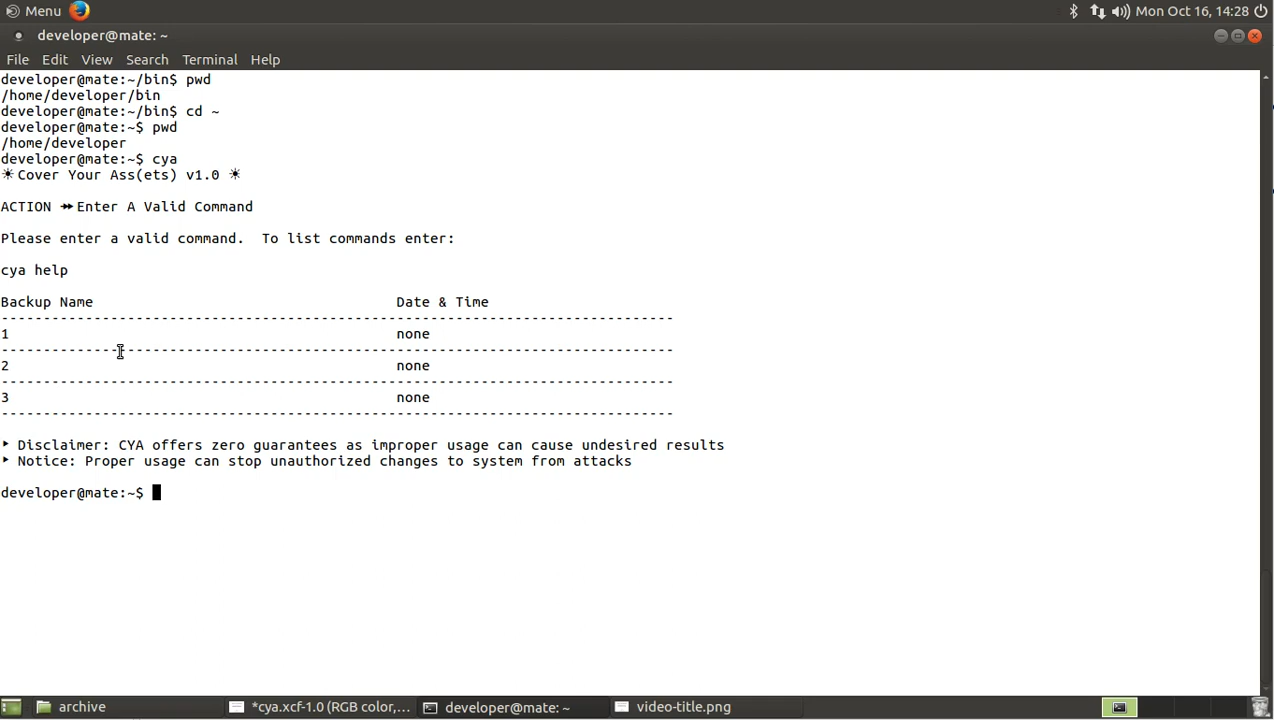 Menu Mon Oct 16, 14:28
developer@mate: ~
File Edit View Search Terminal Help
developer@mate:~/bin$ pwd
/home/developer/bin
developer@mate:~/bin$ cd ~
developer@mate:~$ pwd
/home/developer
developer@mate:~$ cya
☀ Cover Your Ass(ets) v1.0 ☀
ACTION ↠ Enter A Valid Command
Please enter a valid command.  To list commands enter:
cya help
Backup Name Date & Time
--------------------------------------------------------------------------------
1 none
--------------------------------------------------------------------------------
2 none
--------------------------------------------------------------------------------
3 none
--------------------------------------------------------------------------------
‣ Disclaimer: CYA offers zero guarantees as improper usage can cause undesired results
‣ Notice: Proper usage can stop unauthorized changes to system from attacks
developer@mate:~$
archive *cya.xcf-1.0 (RGB color,... developer@mate: ~ video-title.png